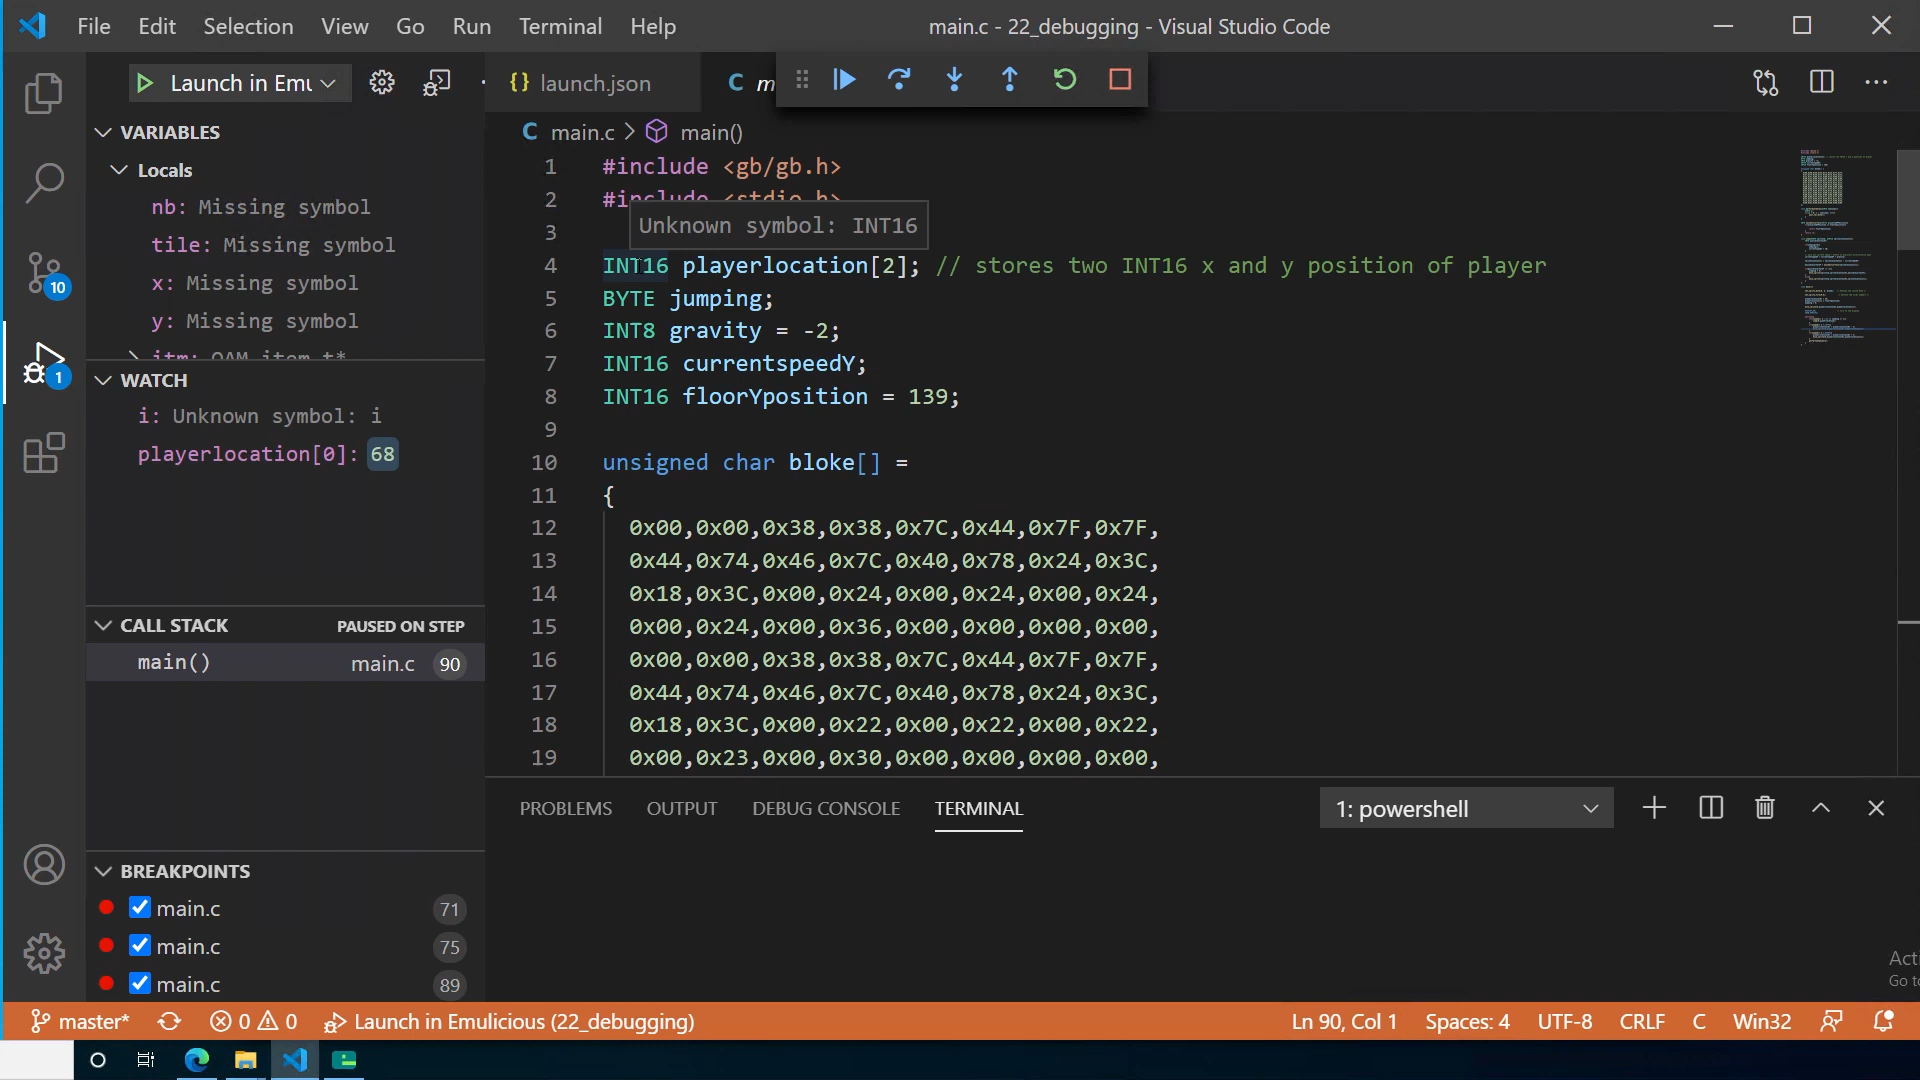 File Edit Selection View Go Run Terminal Help
main.c - 22_debugging - Visual Studio Code
Launch in Emu
launch.json
C m
VARIABLES
Locals
nb: Missing symbol
tile: Missing symbol
x: Missing symbol
y: Missing symbol
itm: OAM_item_t*
WATCH
i: Unknown symbol: i
playerlocation[0]: 68
CALL STACK PAUSED ON STEP
main() main.c 90
BREAKPOINTS
main.c 71
main.c 75
main.c 89
C main.c > main()
1 #include <gb/gb.h>
2 #include <stdio.h>
Unknown symbol: INT16
3
4 INT16 playerlocation[2]; // stores two INT16 x and y position of player
5 BYTE jumping;
6 INT8 gravity = -2;
7 INT16 currentspeedY;
8 INT16 floorYposition = 139;
9
10 unsigned char bloke[] =
11 {
12 0x00,0x00,0x38,0x38,0x7C,0x44,0x7F,0x7F,
13 0x44,0x74,0x46,0x7C,0x40,0x78,0x24,0x3C,
14 0x18,0x3C,0x00,0x24,0x00,0x24,0x00,0x24,
15 0x00,0x24,0x00,0x36,0x00,0x00,0x00,0x00,
16 0x00,0x00,0x38,0x38,0x7C,0x44,0x7F,0x7F,
17 0x44,0x74,0x46,0x7C,0x40,0x78,0x24,0x3C,
18 0x18,0x3C,0x00,0x22,0x00,0x22,0x00,0x22,
19 0x00,0x23,0x00,0x30,0x00,0x00,0x00,0x00,
PROBLEMS OUTPUT DEBUG CONSOLE TERMINAL
1: powershell
10
1
Acti
Go to
master* 0 0 Launch in Emulicious (22_debugging)
Ln 90, Col 1 Spaces: 4 UTF-8 CRLF C Win32